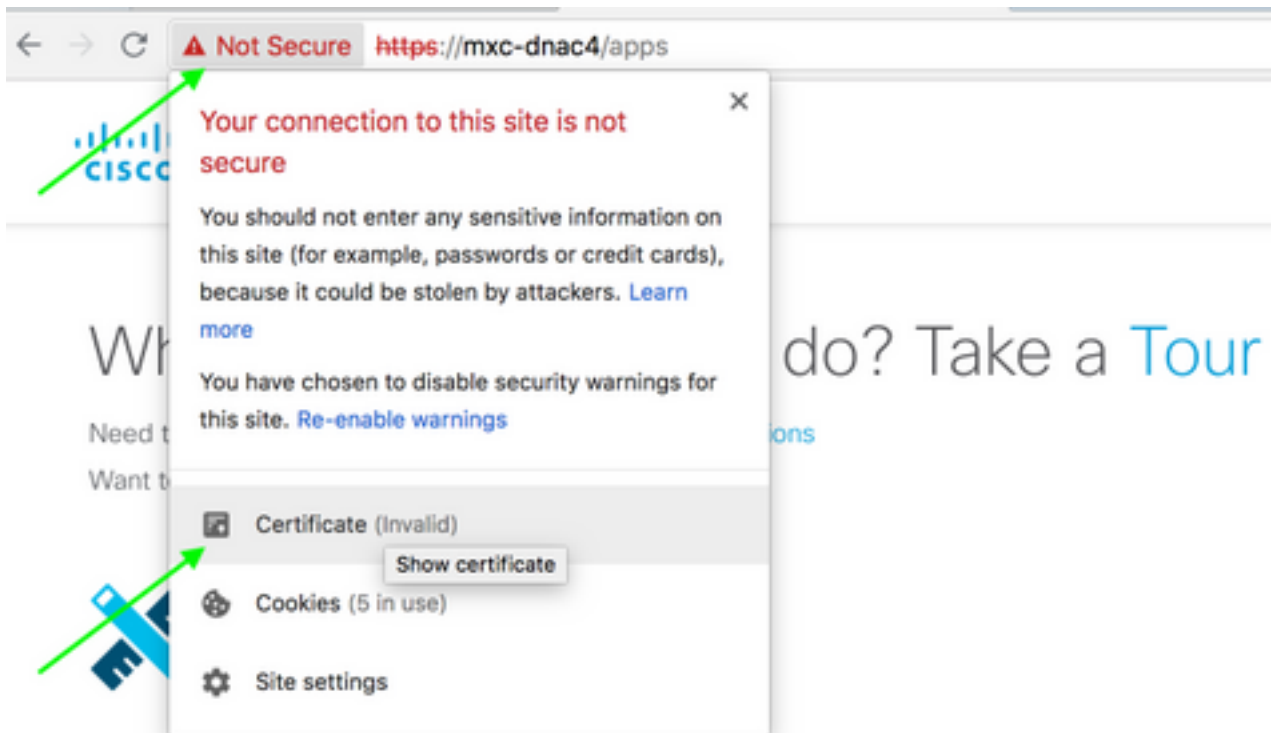 Not Secure https://mxc-dnac4/apps
Your connection to this site is not
secure
CISCO
You should not enter any sensitive information on
this site (for example, passwords or credit cards),
because it could be stolen by attackers. Learn
more
do? Take a Tour
You have chosen to disable security warnings for
this site. Re-enable warnings
Need
Want
Certificate (Invalid)
Show certificate
Cookies (5 in use)
Site settings